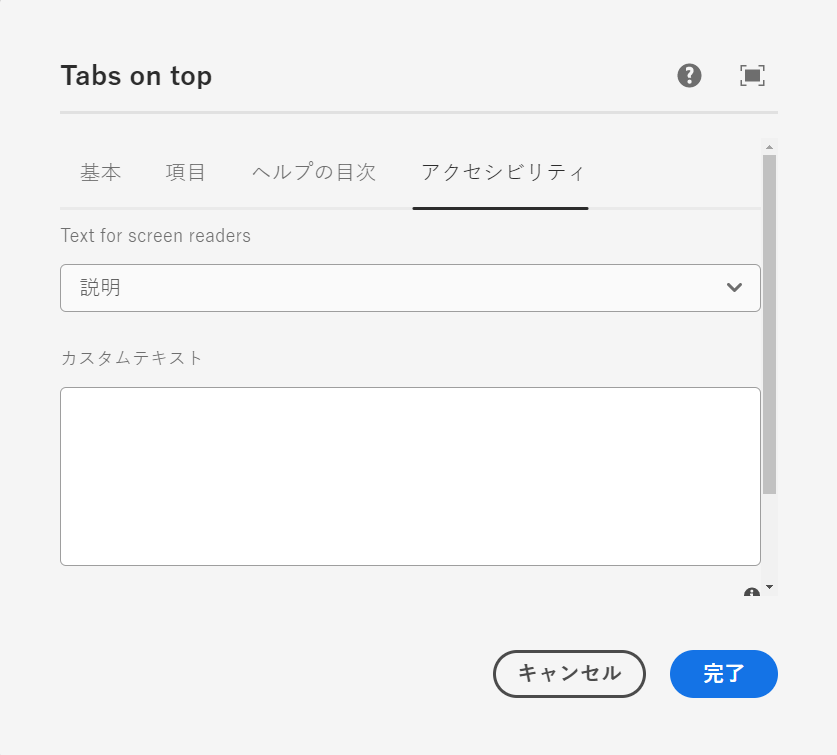 Tabs on top
基本 項目 ヘルプの目次 アクセシビリティ
Text for screen readers
説明
カスタムテキスト
キャンセル 完了